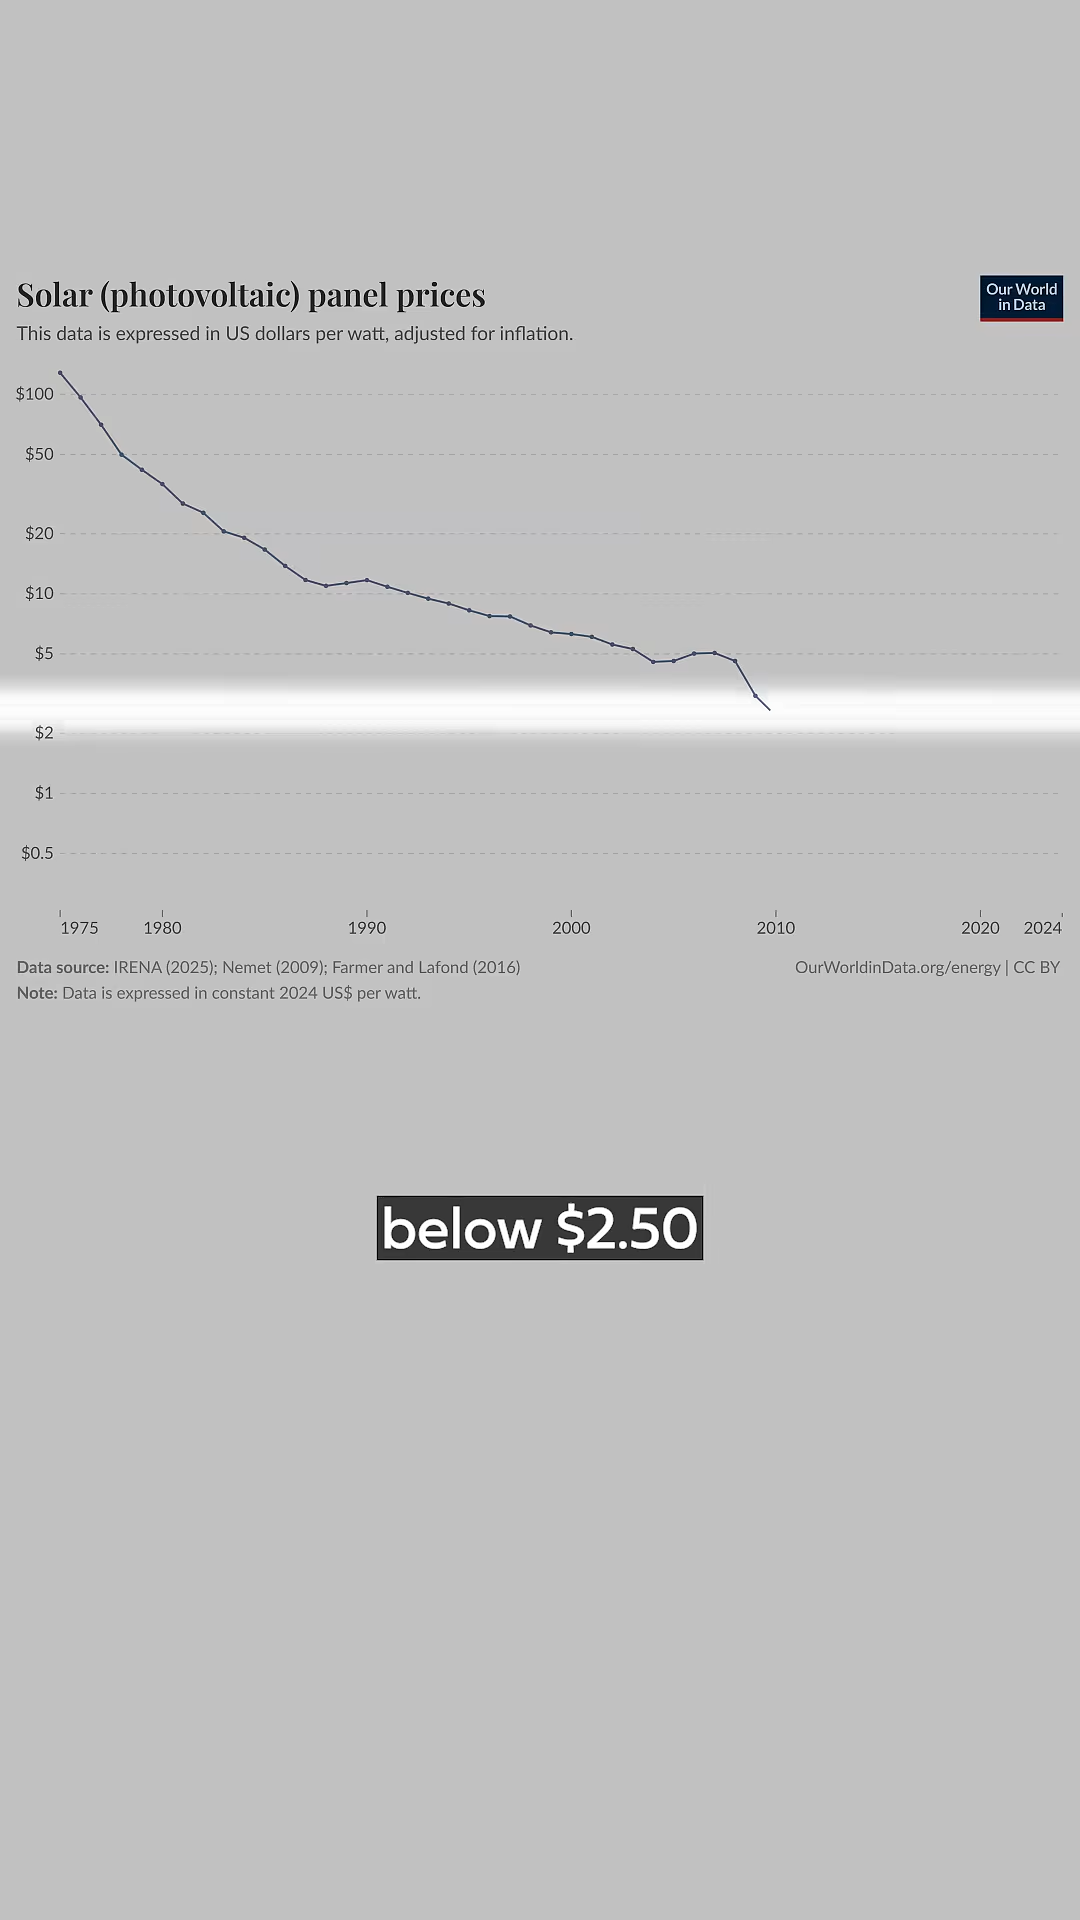 Solar (photovoltaic) panel prices
Our World
in Data
This data is expressed in US dollars per watt, adjusted for inflation.
$100
$50
$20
$10
$5
$2
$1
$0.5
1975 1980 1990 2000 2010 2020 2024
Data source: IRENA (2025); Nemet (2009); Farmer and Lafond (2016)
OurWorldinData.org/energy | CC BY
Note: Data is expressed in constant 2024 US$ per watt.
below $2.50